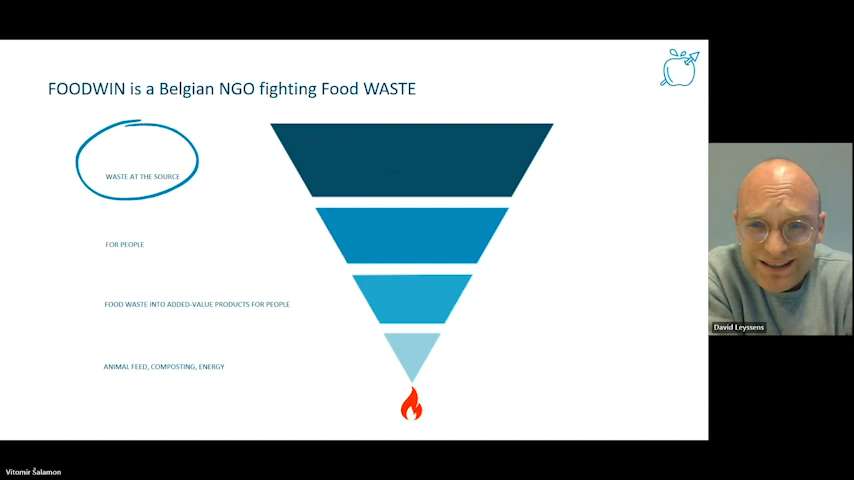 FOODWIN is a Belgian NGO fighting Food WASTE
WASTE AT THE SOURCE
FOR PEOPLE
FOOD WASTE INTO ADDED-VALUE PRODUCTS FOR PEOPLE
ANIMAL FEED, COMPOSTING, ENERGY
David Leyssens
Vitomir Šalamon